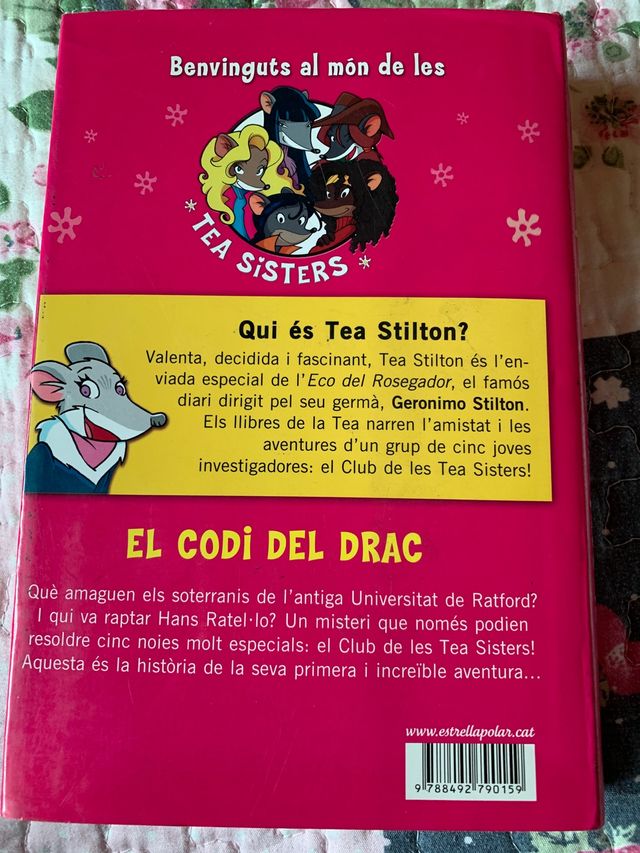 Benvinguts al món de les
TEA SiSTERS
Qui és Tea Stilton?
Valenta, decidida i fascinant, Tea Stilton és l'en-
viada especial de l'Eco del Rosegador, el famós
diari dirigit pel seu germà, Geronimo Stilton.
Els llibres de la Tea narren l'amistat i les
aventures d'un grup de cinc joves
investigadores: el Club de les Tea Sisters!
EL CODi DEL DRAC
Què amaguen els soterranis de l'antiga Universitat de Ratford?
I qui va raptar Hans Ratel·lo? Un misteri que només podien
resoldre cinc noies molt especials: el Club de les Tea Sisters!
Aquesta és la història de la seva primera i increïble aventura...
www.estrellapolar.cat
9 788492 790159